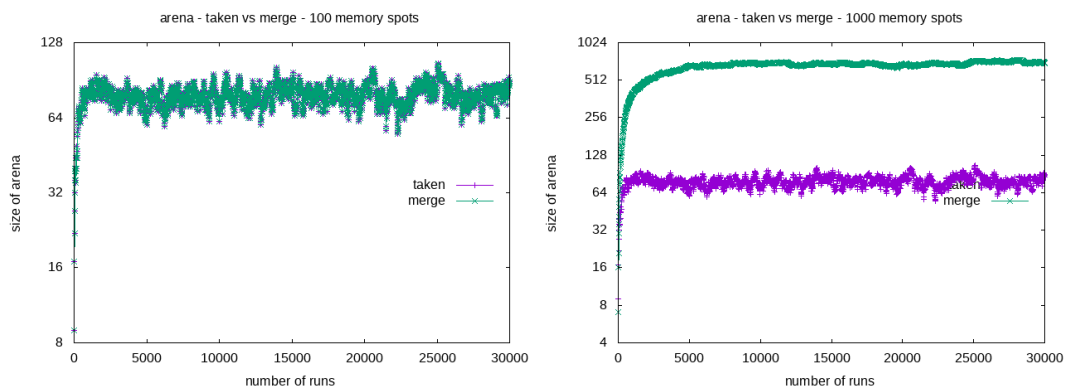 arena - taken vs merge - 100 memory spots
128
64
32
16
8
0 5000 10000 15000 20000 25000 30000
size of arena
number of runs
taken
merge
arena - taken vs merge - 1000 memory spots
1024
512
256
128
64
32
16
8
4
0 5000 10000 15000 20000 25000 30000
size of arena
number of runs
taken
merge